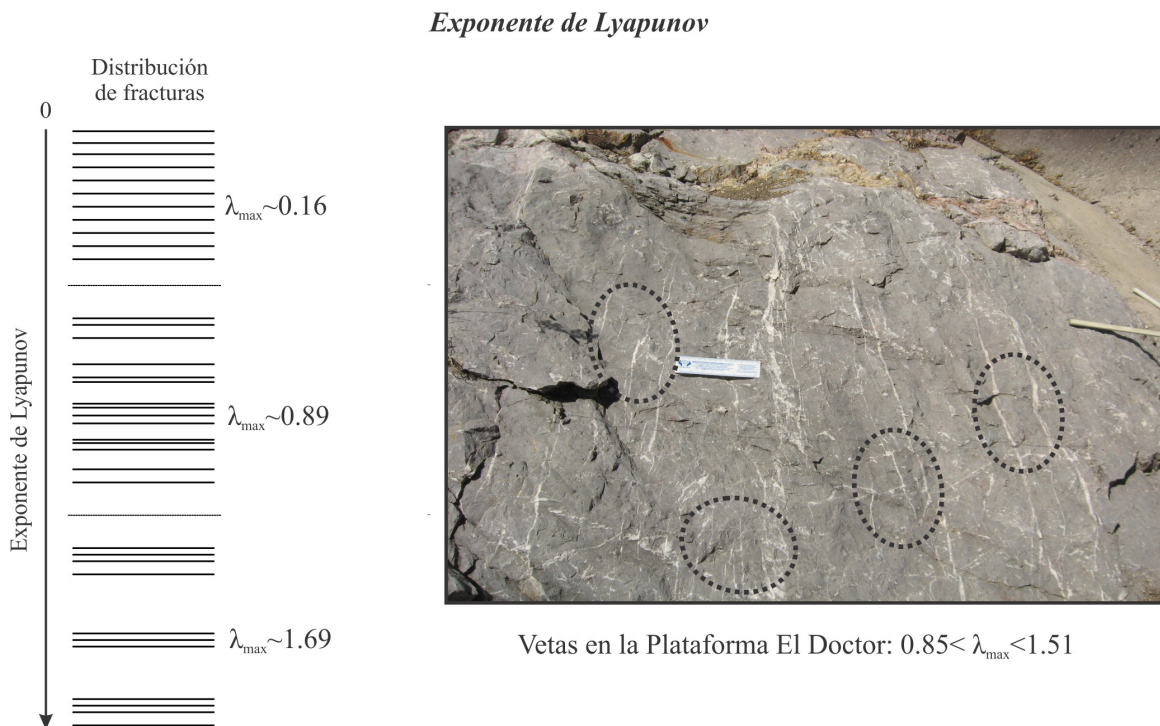 Exponente de Lyapunov
Distribución
de fracturas
0
λmax~0.16
λmax~0.89
λmax~1.69
Exponente de Lyapunov
Vetas en la Plataforma El Doctor: 0.85< λmax<1.51